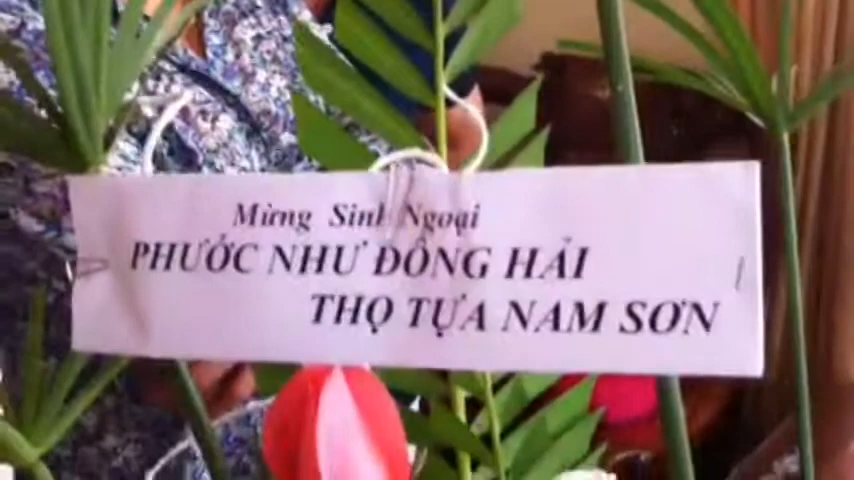 Mừng Sinh Ngoại
PHƯỚC NHƯ ĐÔNG HẢI
THỌ TỰA NAM SƠN